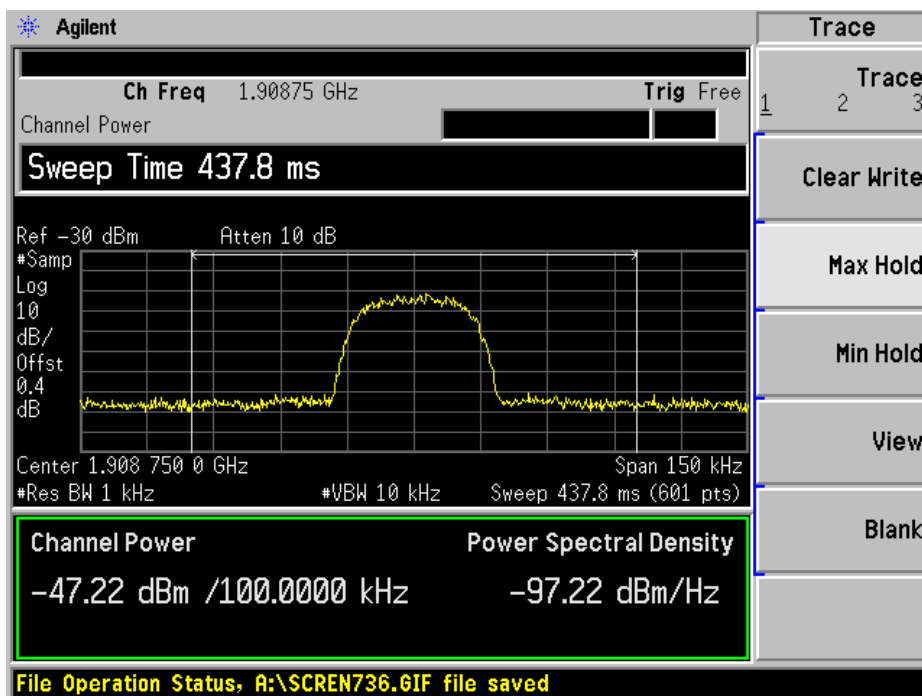 Agilent
Trace
Ch Freq 1.90875 GHz
Trig Free
Channel Power
Trace
1 2 3
Sweep Time 437.8 ms
Clear Write
Ref -30 dBm Atten 10 dB
#Samp
Log
10
dB/
Offst
0.4
dB
Max Hold
Min Hold
Center 1.908 750 0 GHz Span 150 kHz
#Res BW 1 kHz #VBW 10 kHz Sweep 437.8 ms (601 pts)
View
Channel Power Power Spectral Density
-47.22 dBm /100.0000 kHz -97.22 dBm/Hz
Blank
File Operation Status, A:\SCREN736.GIF file saved